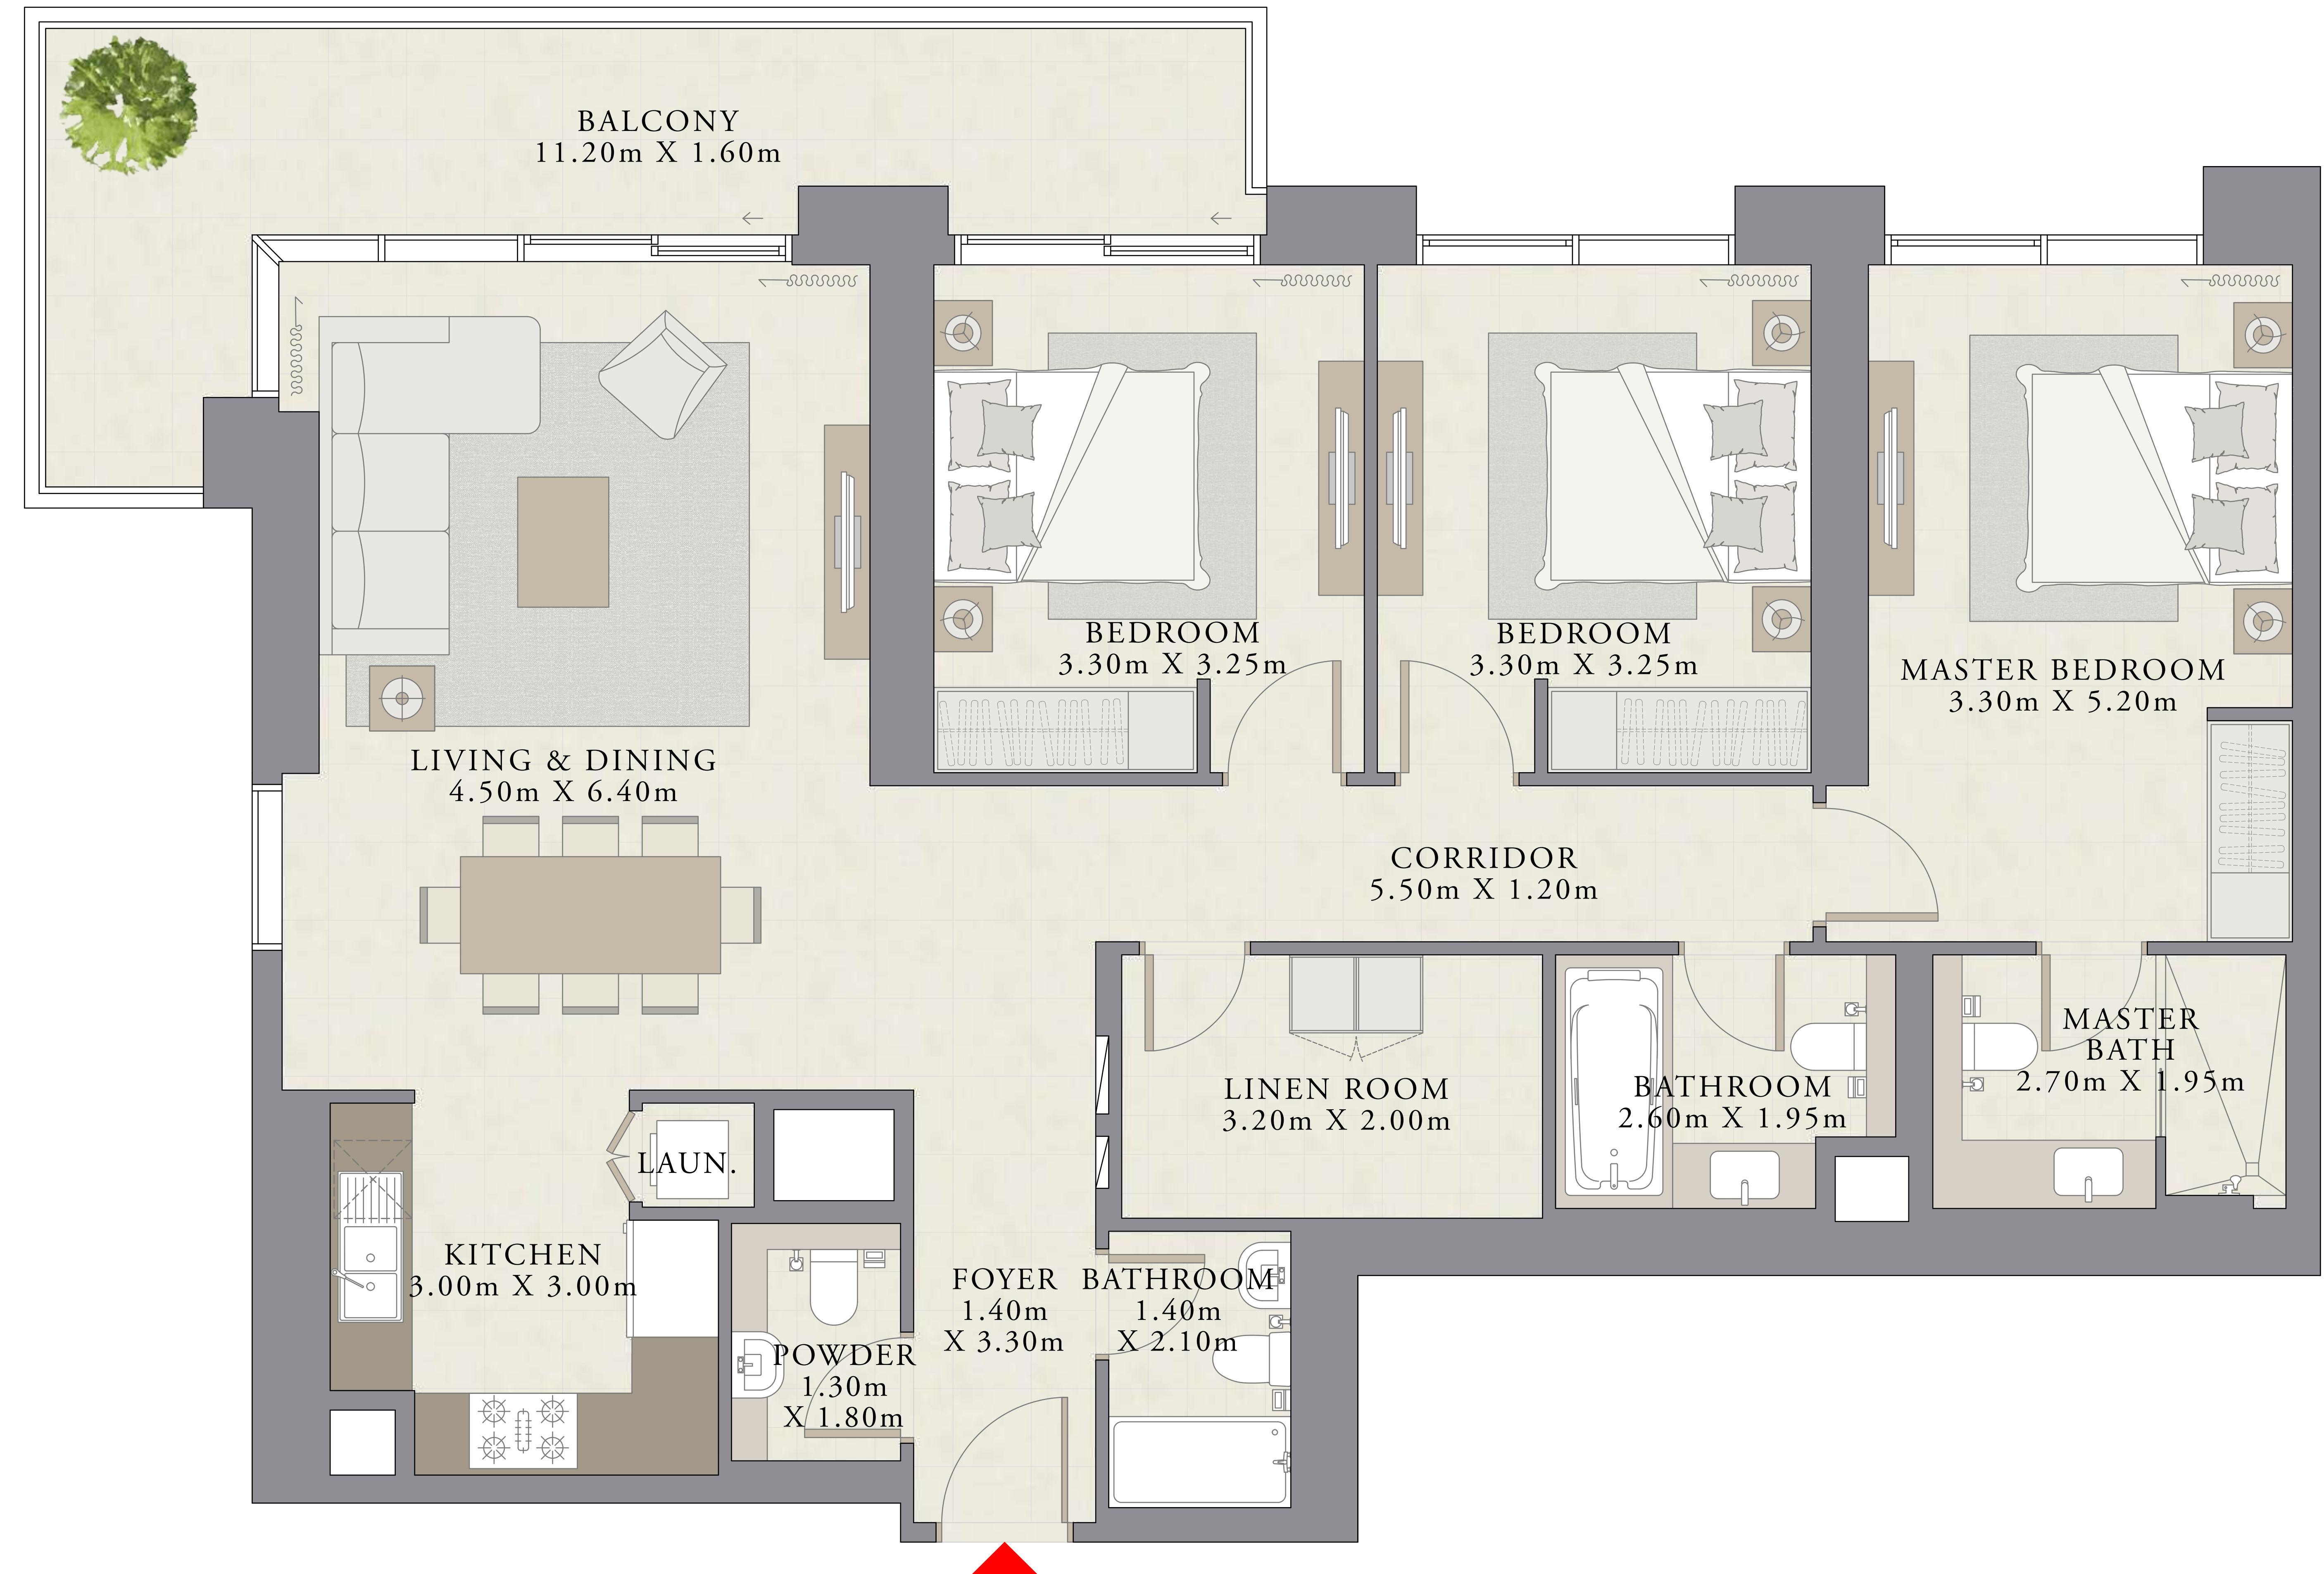 BALCONY
11.20m X 1.60m
BEDROOM
3.30m X 3.25m
BEDROOM
3.30m X 3.25m
MASTER BEDROOM
3.30m X 5.20m
LIVING & DINING
4.50m X 6.40m
CORRIDOR
5.50m X 1.20m
LINEN ROOM
3.20m X 2.00m
BATHROOM
2.60m X 1.95m
MASTER
BATH
2.70m X 1.95m
LAUN.
KITCHEN
3.00m X 3.00m
POWDER
1.30m
X 1.80m
FOYER
1.40m
X 3.30m
BATHROOM
1.40m
X 2.10m